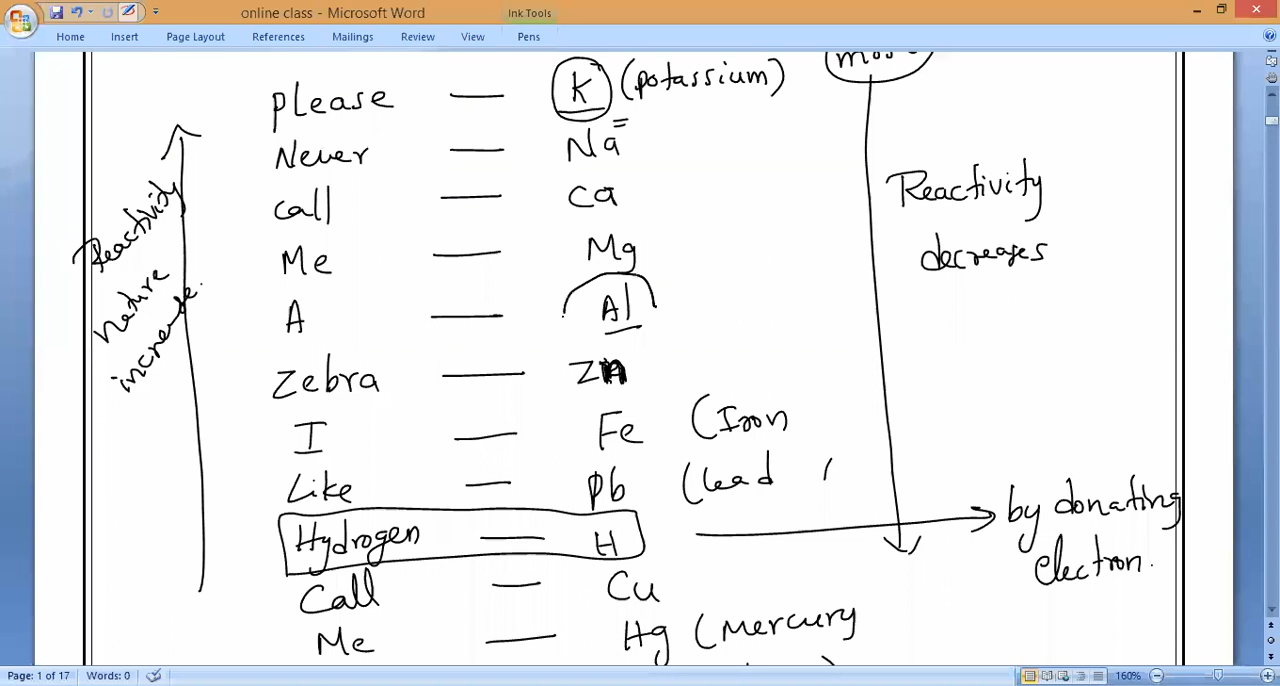 online class - Microsoft Word
Ink Tools
Home Insert Page Layout References Mailings Review View Pens
most
please — K (potassium)
Never — Na
Call — Ca
Me — Mg
A — Al
Zebra — Zn
I — Fe (Iron
Like — Pb (lead
Hydrogen — H
Call — Cu
Me — Hg (Mercury
Reactivity
Nature
increase.
Reactivity
decreases
by donating
electron.
Page: 1 of 17 Words: 0 160%